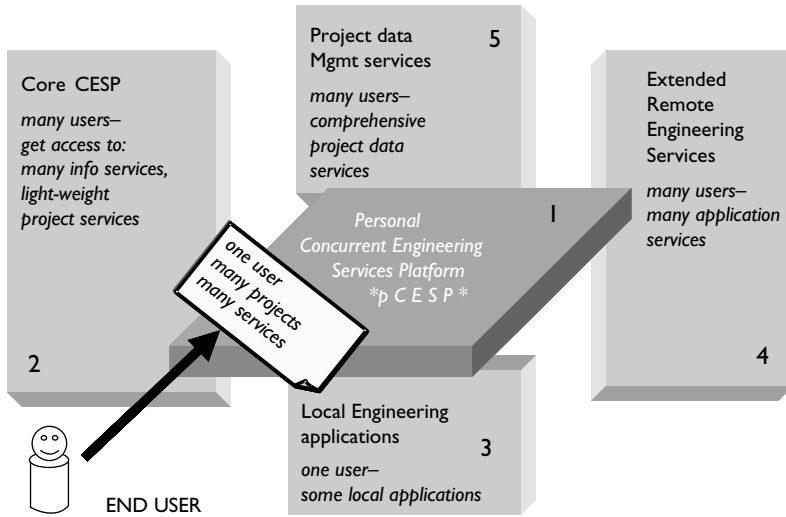 Core CESP
many users–
get access to:
many info services,
light-weight
project services
2
Project data
Mgmt services
5
many users–
comprehensive
project data
services
Extended
Remote
Engineering
Services
many users–
many application
services
4
Personal
Concurrent Engineering
Services Platform
*p C E S P *
1
one user
many projects
many services
Local Engineering
applications
3
one user–
some local applications
END USER